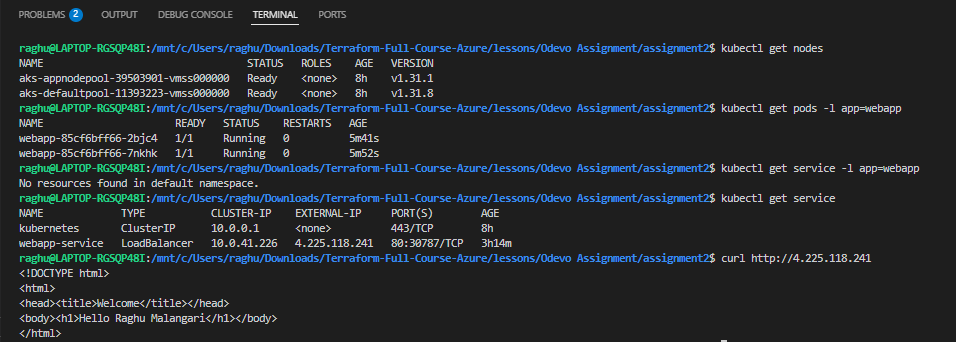 PROBLEMS 2 OUTPUT DEBUG CONSOLE TERMINAL PORTS
raghu@LAPTOP-RGSQP48I:/mnt/c/Users/raghu/Downloads/Terraform-Full-Course-Azure/lessons/Odevo Assignment/assignment2$ kubectl get nodes
NAME STATUS ROLES AGE VERSION
aks-appnodepool-39503901-vmss000000 Ready <none> 8h v1.31.1
aks-defaultpool-11393223-vmss000000 Ready <none> 8h v1.31.8
raghu@LAPTOP-RGSQP48I:/mnt/c/Users/raghu/Downloads/Terraform-Full-Course-Azure/lessons/Odevo Assignment/assignment2$ kubectl get pods -l app=webapp
NAME READY STATUS RESTARTS AGE
webapp-85cf6bff66-2bjc4 1/1 Running 0 5m41s
webapp-85cf6bff66-7nkhk 1/1 Running 0 5m52s
raghu@LAPTOP-RGSQP48I:/mnt/c/Users/raghu/Downloads/Terraform-Full-Course-Azure/lessons/Odevo Assignment/assignment2$ kubectl get service -l app=webapp
No resources found in default namespace.
raghu@LAPTOP-RGSQP48I:/mnt/c/Users/raghu/Downloads/Terraform-Full-Course-Azure/lessons/Odevo Assignment/assignment2$ kubectl get service
NAME TYPE CLUSTER-IP EXTERNAL-IP PORT(S) AGE
kubernetes ClusterIP 10.0.0.1 <none> 443/TCP 8h
webapp-service LoadBalancer 10.0.41.226 4.225.118.241 80:30787/TCP 3h14m
raghu@LAPTOP-RGSQP48I:/mnt/c/Users/raghu/Downloads/Terraform-Full-Course-Azure/lessons/Odevo Assignment/assignment2$ curl http://4.225.118.241
<!DOCTYPE html>
<html>
<head><title>Welcome</title></head>
<body><h1>Hello Raghu Malangari</h1></body>
</html>